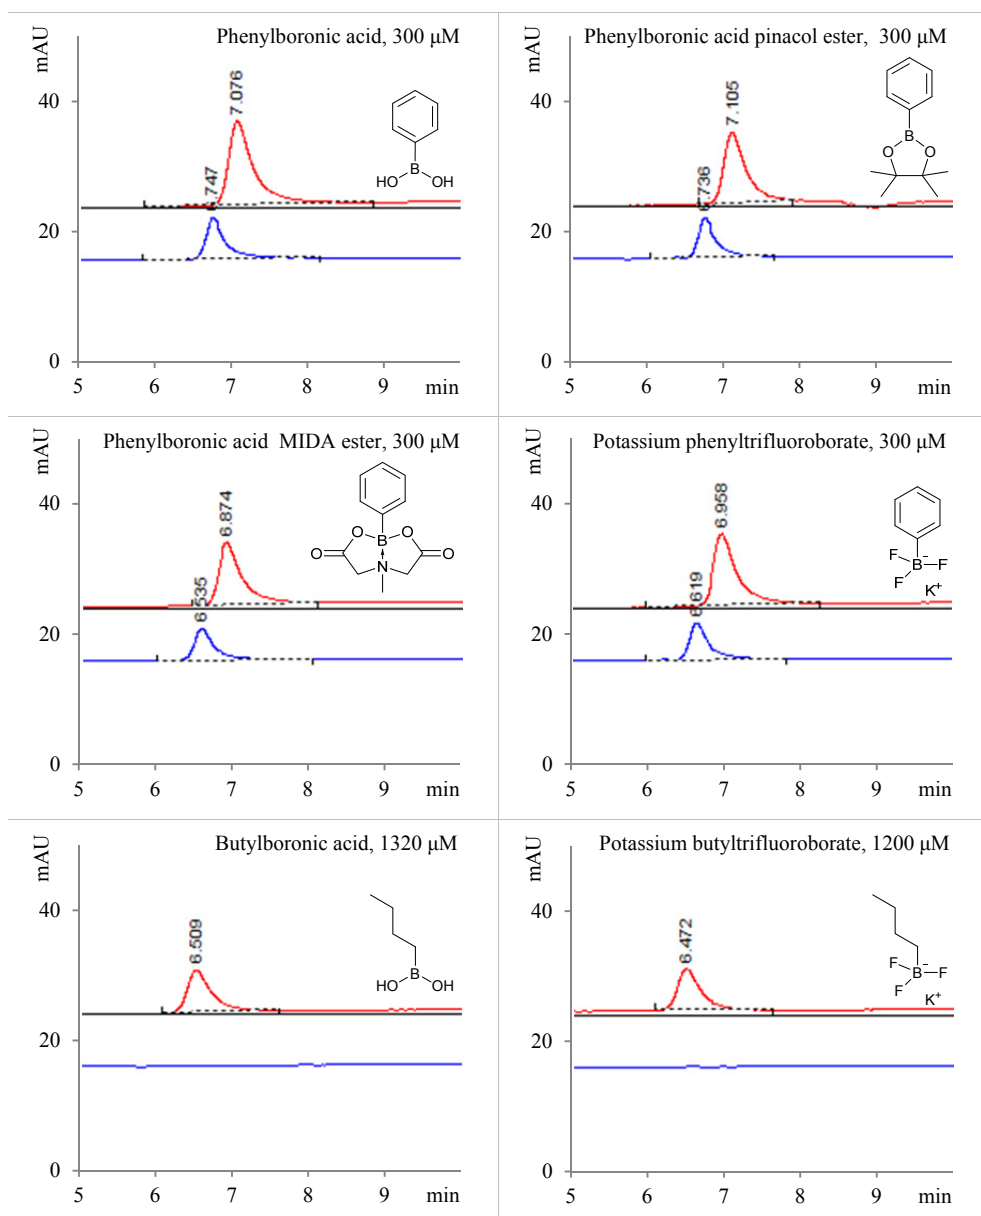 Phenylboronic acid, 300 μM
mAU
40
20
0
7.076
.747
B
HO
OH
5 6 7 8 9 min
Phenylboronic acid pinacol ester, 300 μM
mAU
40
20
0
7.105
6.736
B
O
O
5 6 7 8 9 min
Phenylboronic acid MIDA ester, 300 μM
mAU
40
20
0
6.874
6.535
O B O
O
O
N
5 6 7 8 9 min
Potassium phenyltrifluoroborate, 300 μM
mAU
40
20
0
6.958
6.619
F
B-
F
F
K+
5 6 7 8 9 min
Butylboronic acid, 1320 μM
mAU
40
20
0
6.509
B
HO
OH
5 6 7 8 9 min
Potassium butyltrifluoroborate, 1200 μM
mAU
40
20
0
6.472
F
B-
F
F
K+
5 6 7 8 9 min